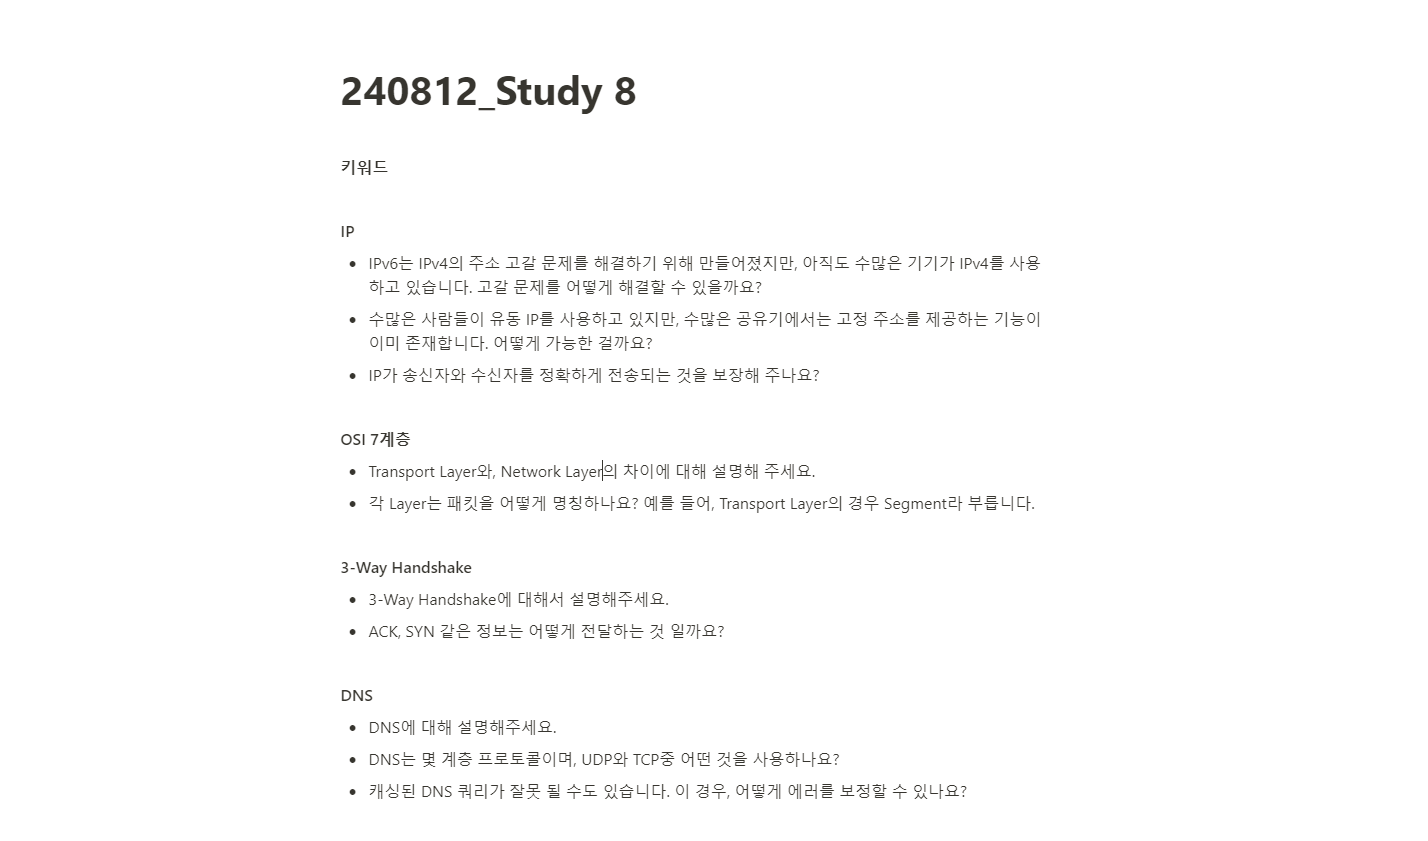 240812_Study 8
키워드
IP
• IPv6는 IPv4의 주소 고갈 문제를 해결하기 위해 만들어졌지만, 아직도 수많은 기기가 IPv4를 사용
하고 있습니다. 고갈 문제를 어떻게 해결할 수 있을까요?
• 수많은 사람들이 유동 IP를 사용하고 있지만, 수많은 공유기에서는 고정 주소를 제공하는 기능이
이미 존재합니다. 어떻게 가능한 걸까요?
• IP가 송신자와 수신자를 정확하게 전송되는 것을 보장해 주나요?
OSI 7계층
• Transport Layer와, Network Layer의 차이에 대해 설명해 주세요.
• 각 Layer는 패킷을 어떻게 명칭하나요? 예를 들어, Transport Layer의 경우 Segment라 부릅니다.
3-Way Handshake
• 3-Way Handshake에 대해서 설명해주세요.
• ACK, SYN 같은 정보는 어떻게 전달하는 것 일까요?
DNS
• DNS에 대해 설명해주세요.
• DNS는 몇 계층 프로토콜이며, UDP와 TCP중 어떤 것을 사용하나요?
• 캐싱된 DNS 쿼리가 잘못 될 수도 있습니다. 이 경우, 어떻게 에러를 보정할 수 있나요?